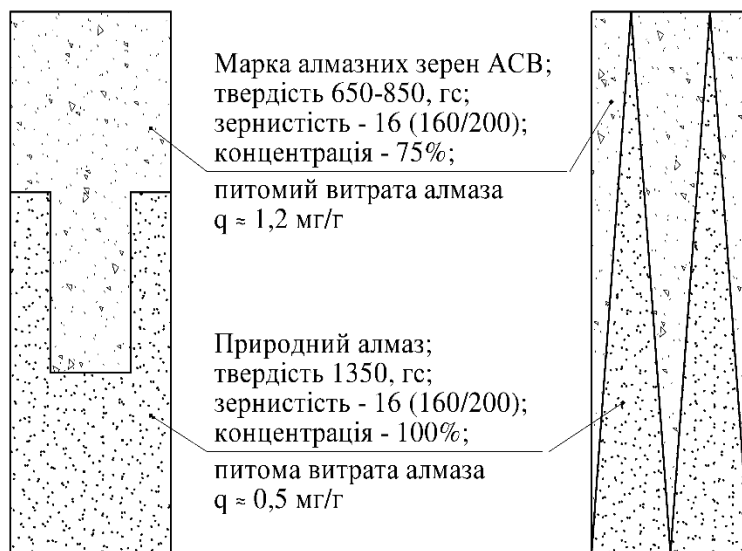 Марка алмазних зерен АСВ;
твердість 650-850, гс;
зернистість - 16 (160/200);
концентрація - 75%;
питомий витрата алмаза
q ≈ 1,2 мг/г
Природний алмаз;
твердість 1350, гс;
зернистість - 16 (160/200);
концентрація - 100%;
питома витрата алмаза
q ≈ 0,5 мг/г